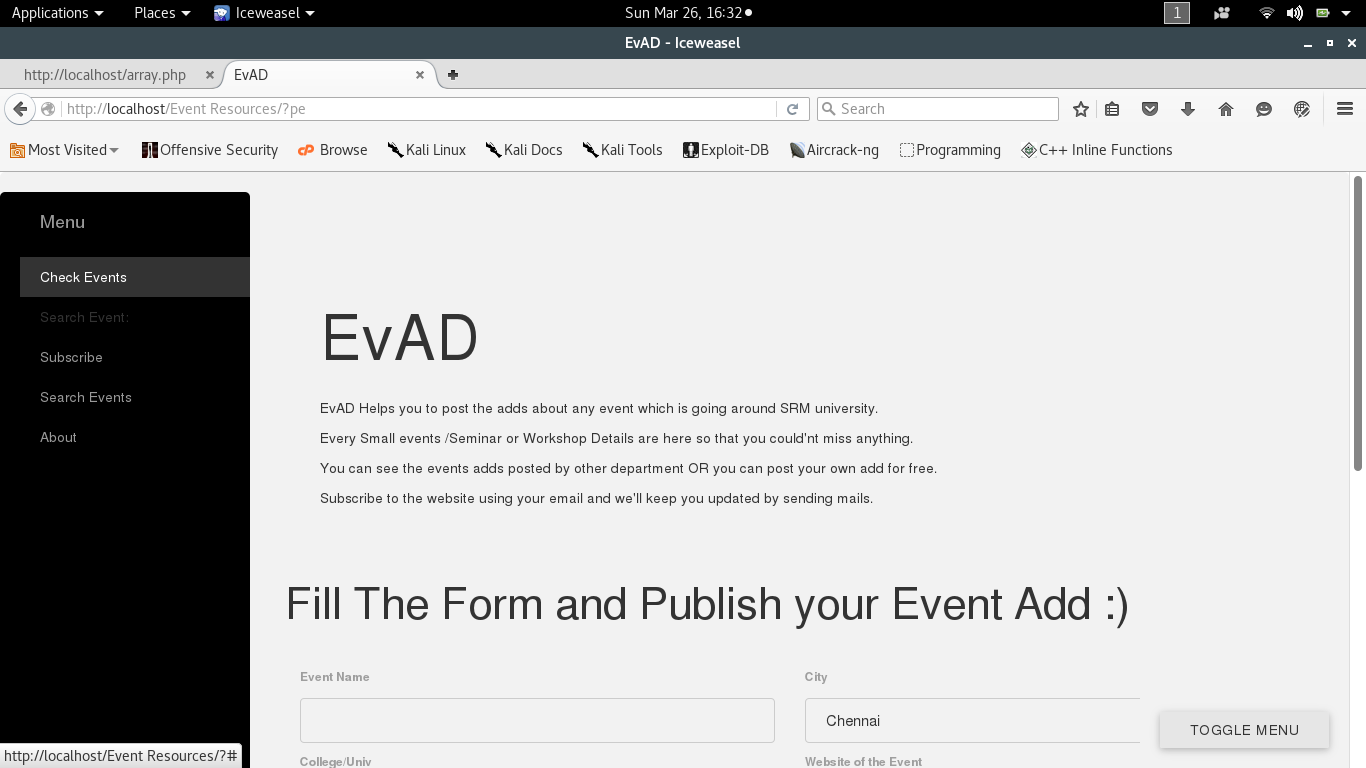 Applications Places Iceweasel Sun Mar 26, 16:32 1
EvAD - Iceweasel
http://localhost/array.php EvAD
http://localhost/Event Resources/?pe Search
Most Visited Offensive Security Browse Kali Linux Kali Docs Kali Tools Exploit-DB Aircrack-ng Programming C++ Inline Functions
Menu
Check Events
Search Event:
Subscribe
Search Events
About
EvAD
EvAD Helps you to post the adds about any event which is going around SRM university.
Every Small events /Seminar or Workshop Details are here so that you could'nt miss anything.
You can see the events adds posted by other department OR you can post your own add for free.
Subscribe to the website using your email and we'll keep you updated by sending mails.
Fill The Form and Publish your Event Add :)
Event Name City
Chennai
TOGGLE MENU
College/Univ Website of the Event
http://localhost/Event Resources/?#